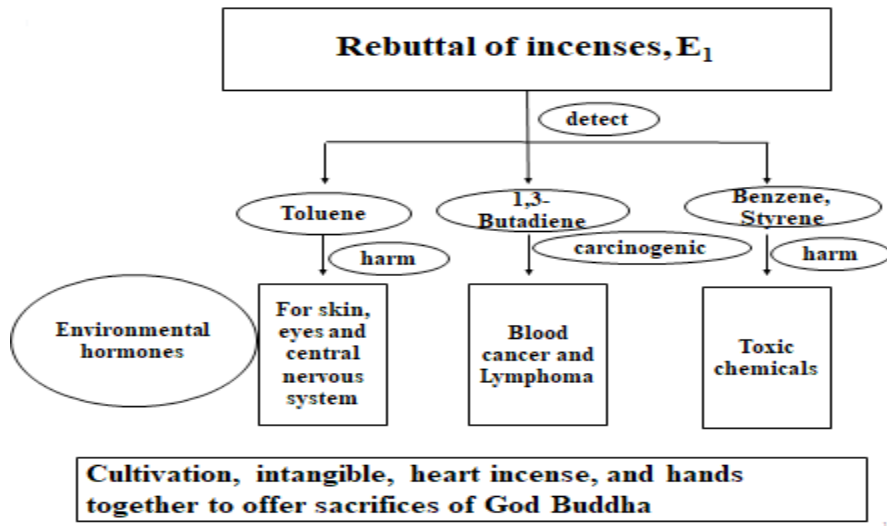 Rebuttal of incenses, E1
detect
Toluene
1,3-
Butadiene
Benzene,
Styrene
harm
carcinogenic
harm
Environmental
hormones
For skin,
eyes and
central
nervous
system
Blood
cancer and
Lymphoma
Toxic
chemicals
Cultivation, intangible, heart incense, and hands
together to offer sacrifices of God Buddha